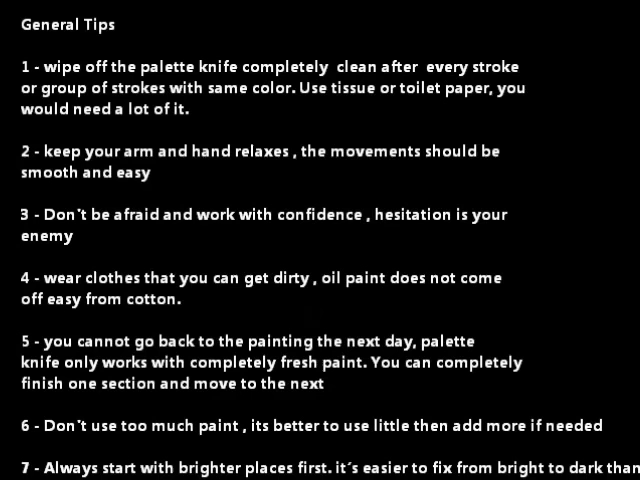 General Tips
1 - wipe off the palette knife completely  clean after  every stroke
or group of strokes with same color. Use tissue or toilet paper, you
would need a lot of it.
2 - keep your arm and hand relaxes , the movements should be
smooth and easy
3 - Don't be afraid and work with confidence , hesitation is your
enemy
4 - wear clothes that you can get dirty , oil paint does not come
off easy from cotton.
5 - you cannot go back to the painting the next day, palette
knife only works with completely fresh paint. You can completely
finish one section and move to the next
6 - Don't use too much paint , its better to use little then add more if needed
7 - Always start with brighter places first. it´s easier to fix from bright to dark than